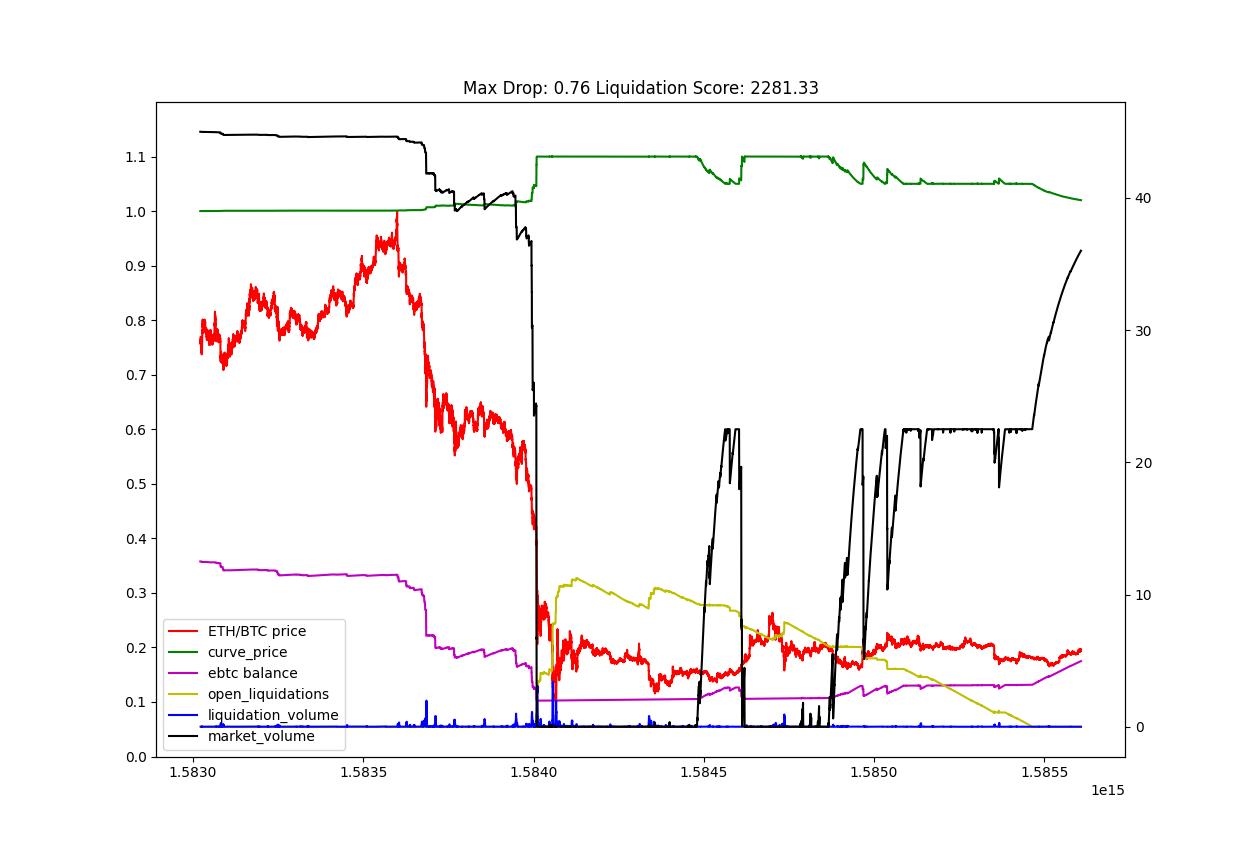 Max Drop: 0.76 Liquidation Score: 2281.33
1.1
1.0
0.9
0.8
0.7
0.6
0.5
0.4
0.3
0.2
0.1
0.0
40
30
20
10
0
ETH/BTC price
curve_price
ebtc balance
open_liquidations
liquidation_volume
market_volume
1.5830 1.5835 1.5840 1.5845 1.5850 1.5855
1e15